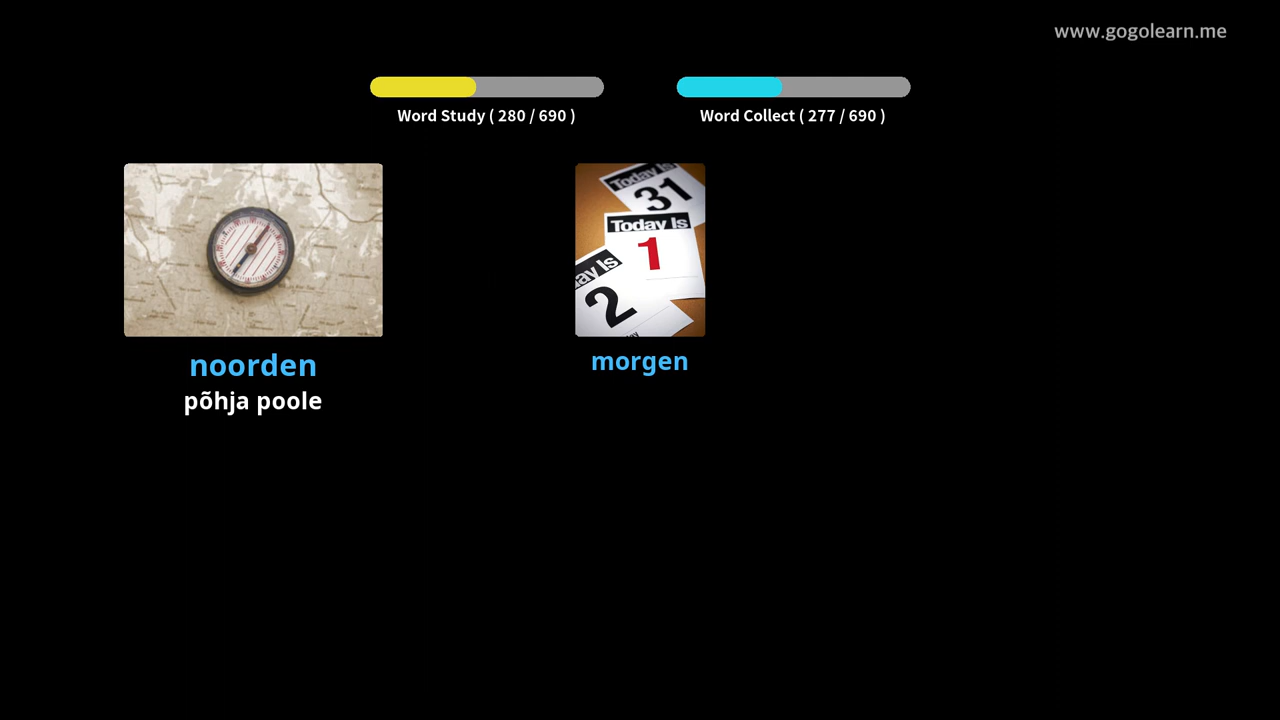 www.gogolearn.me
Word Study ( 280 / 690 )
Word Collect ( 277 / 690 )
Today Is
31
Today Is
1
ay Is
2
noorden
põhja poole
morgen